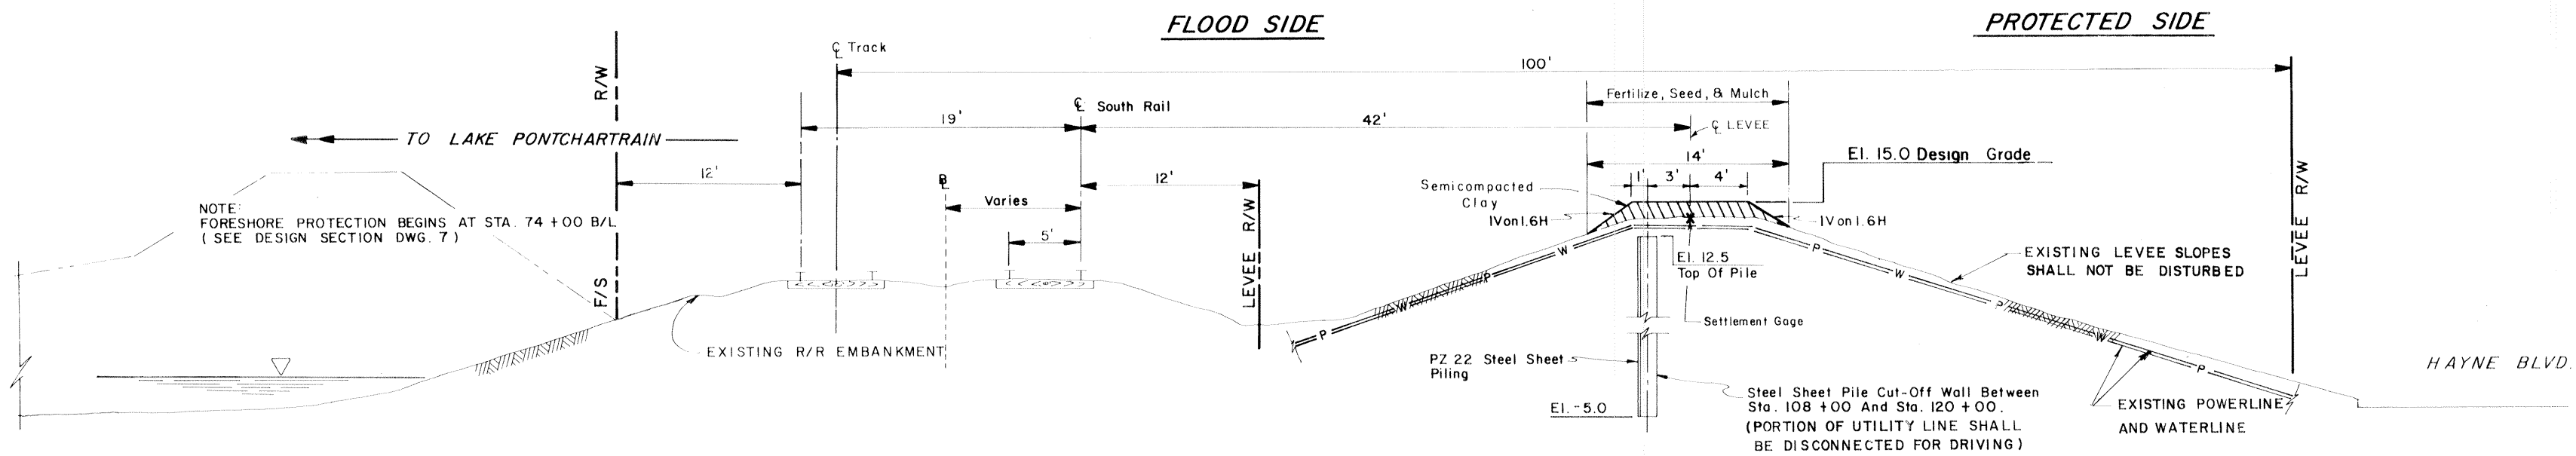 FLOOD SIDE
PROTECTED SIDE
℄ Track
100'
R/W
Fertilize, Seed, & Mulch
℄ South Rail
19'
42'
℄ LEVEE
TO LAKE PONTCHARTRAIN
El. 15.0 Design Grade
14'
12'
12'
1'
3'
4'
Semicompacted
Clay
LEVEE R/W
Varies
NOTE:
FORESHORE PROTECTION BEGINS AT STA. 74 +00 B/L
( SEE DESIGN SECTION DWG. 7 )
1V on 1.6H
1V on 1.6H
5'
LEVEE R/W
F/S
W
P
W
P
El. 12.5
Top Of Pile
P
W
P
W
P
EXISTING LEVEE SLOPES
SHALL NOT BE DISTURBED
Settlement Gage
EXISTING R/R EMBANKMENT
PZ 22 Steel Sheet
Piling
HAYNE BLVD.
Steel Sheet Pile Cut-Off Wall Between
Sta. 108 +00 And Sta. 120 +00.
(PORTION OF UTILITY LINE SHALL
BE DISCONNECTED FOR DRIVING)
El. -5.0
EXISTING POWERLINE
AND WATERLINE